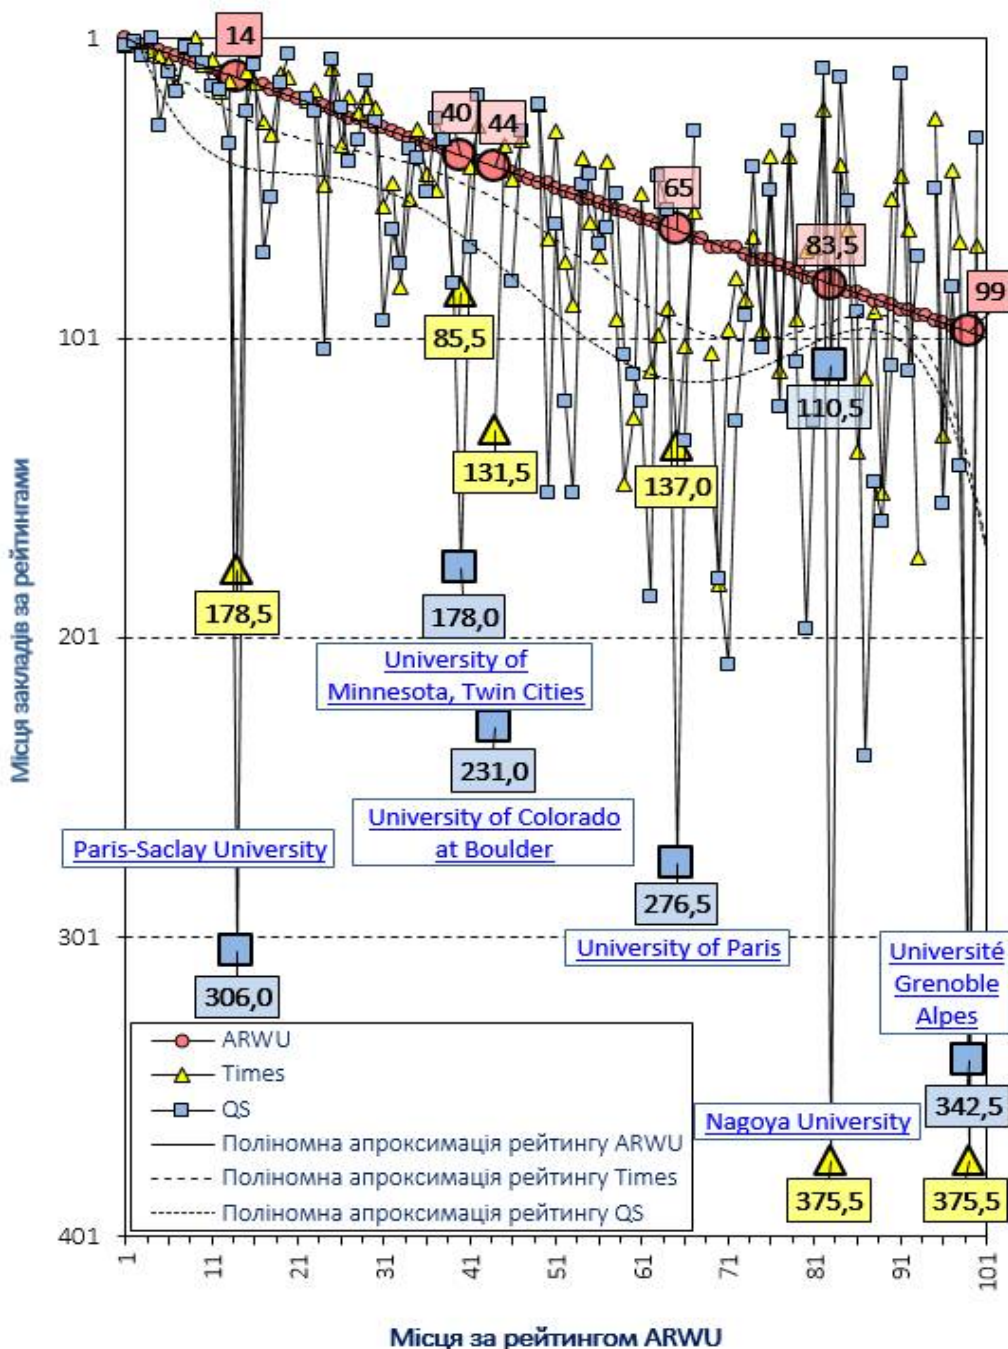 1
14
40
44
65
83,5
99
101
85,5
110,5
131,5
137,0
178,5
178,0
201
University of
Minnesota, Twin Cities
231,0
University of Colorado
at Boulder
Paris-Saclay University
276,5
University of Paris
301
306,0
Université
Grenoble
Alpes
342,5
ARWU
Times
QS
Поліномна апроксимація рейтингу ARWU
Поліномна апроксимація рейтингу Times
Поліномна апроксимація рейтингу QS
Nagoya University
375,5
375,5
401
1
11
21
31
41
51
61
71
81
91
101
Місця закладів за рейтингами
Місця за рейтингом ARWU